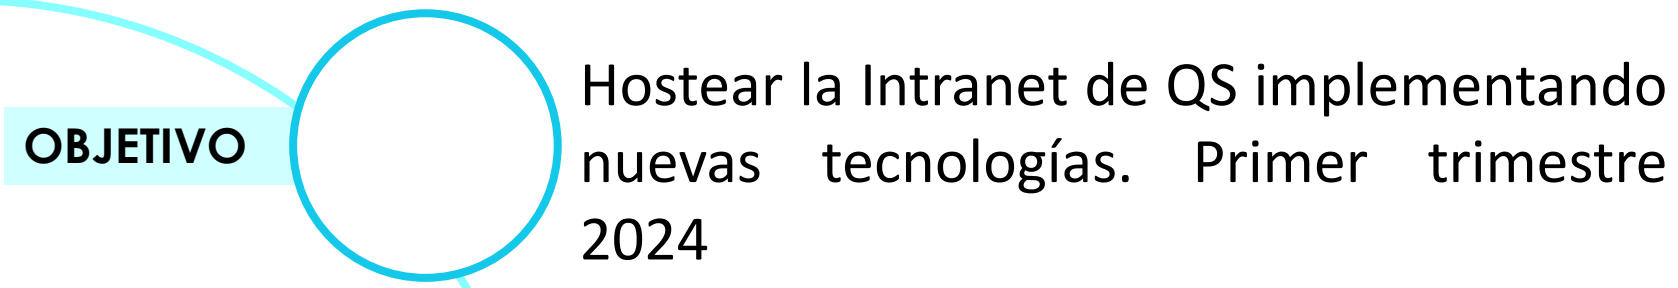 OBJETIVO
Hostear la Intranet de QS implementando
nuevas tecnologías. Primer trimestre
2024